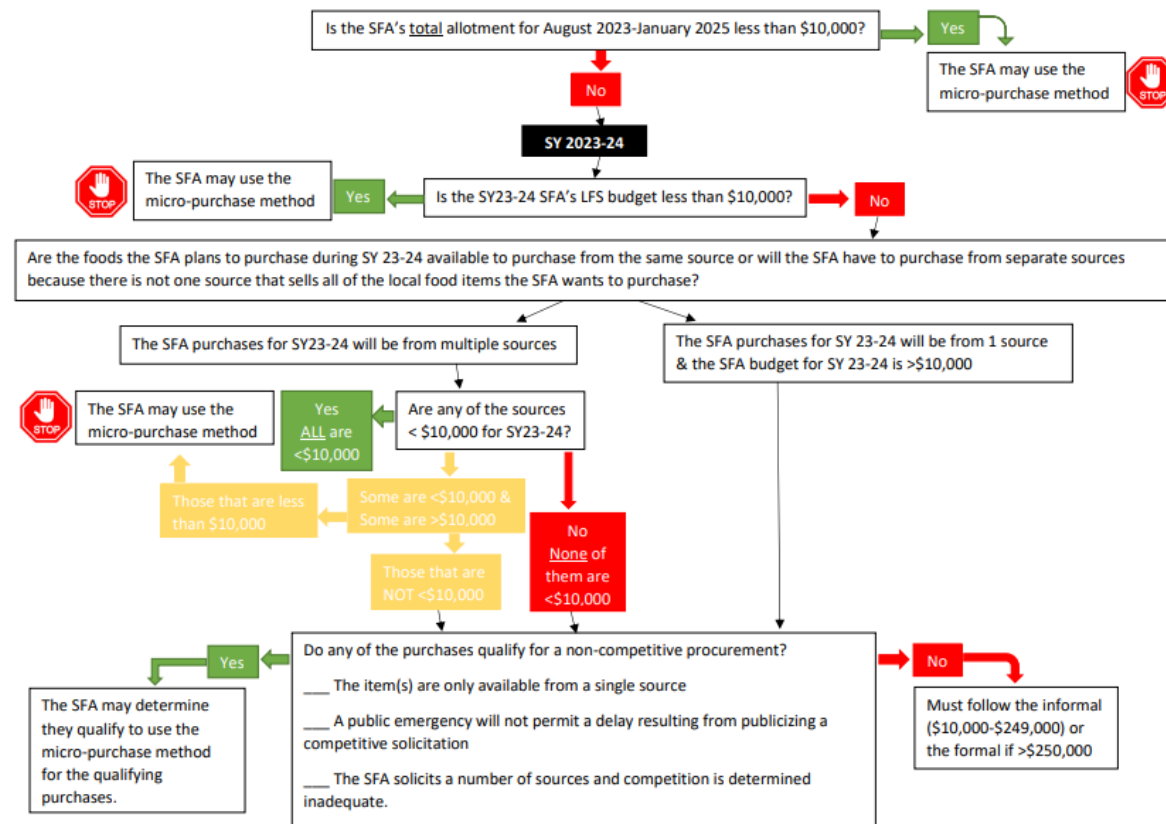 Is the SFA's total allotment for August 2023-January 2025 less than $10,000?
Yes
The SFA may use the
micro-purchase method
STOP
No
SY 2023-24
STOP
The SFA may use the
micro-purchase method
Yes
Is the SY23-24 SFA's LFS budget less than $10,000?
No
Are the foods the SFA plans to purchase during SY 23-24 available to purchase from the same source or will the SFA have to purchase from separate sources
because there is not one source that sells all of the local food items the SFA wants to purchase?
The SFA purchases for SY23-24 will be from multiple sources
The SFA purchases for SY 23-24 will be from 1 source
& the SFA budget for SY 23-24 is >$10,000
STOP
The SFA may use the
micro-purchase method
Yes
ALL are
<$10,000
Are any of the sources
< $10,000 for SY23-24?
Those that are less
than $10,000
Some are <$10,000 &
Some are >$10,000
No
None of
them are
<$10,000
Those that are
NOT <$10,000
Yes
Do any of the purchases qualify for a non-competitive procurement?
___ The item(s) are only available from a single source
___ A public emergency will not permit a delay resulting from publicizing a
competitive solicitation
___ The SFA solicits a number of sources and competition is determined
inadequate.
No
The SFA may determine
they qualify to use the
micro-purchase method
for the qualifying
purchases.
Must follow the informal
($10,000-$249,000) or
the formal if >$250,000